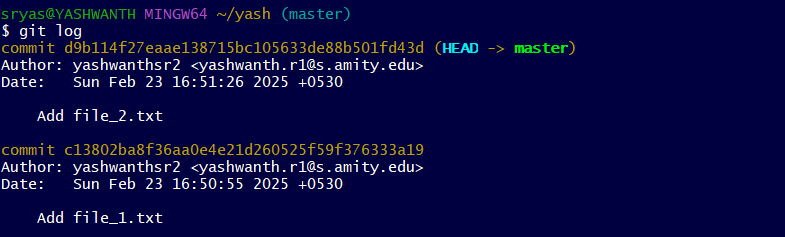 sryas@YASHWANTH MINGW64 ~/yash (master)
$ git log
commit d9b114f27eaae138715bc105633de88b501fd43d (HEAD -> master)
Author: yashwanthsr2 <yashwanth.r1@s.amity.edu>
Date:   Sun Feb 23 16:51:26 2025 +0530
    Add file_2.txt
commit c13802ba8f36aa0e4e21d260525f59f376333a19
Author: yashwanthsr2 <yashwanth.r1@s.amity.edu>
Date:   Sun Feb 23 16:50:55 2025 +0530
    Add file_1.txt